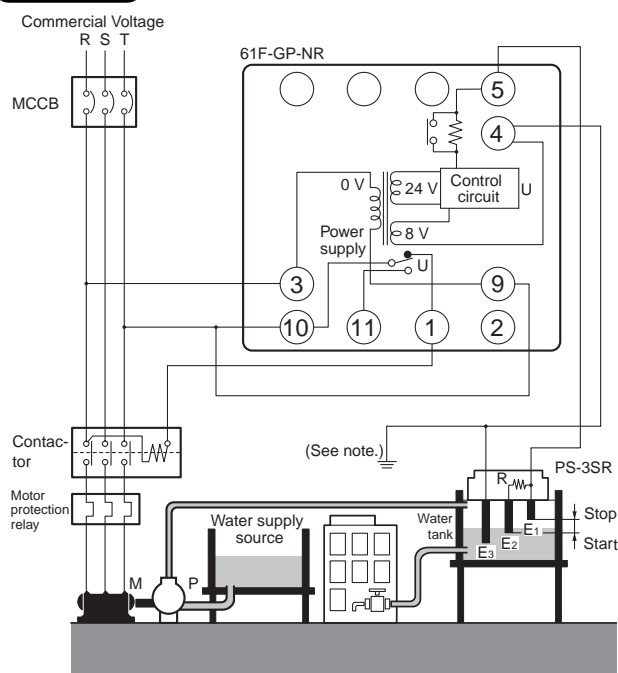 Commercial Voltage
R S T
MCCB
61F-GP-NR
5
4
0 V
24 V
Control
circuit
U
Power
supply
8 V
U
3
9
10
11
1
2
Contac-
tor
(See note.)
PS-3SR
R
Motor
protection
relay
Water supply
source
Water
tank
Stop
Start
E1
E2
E3
M
P